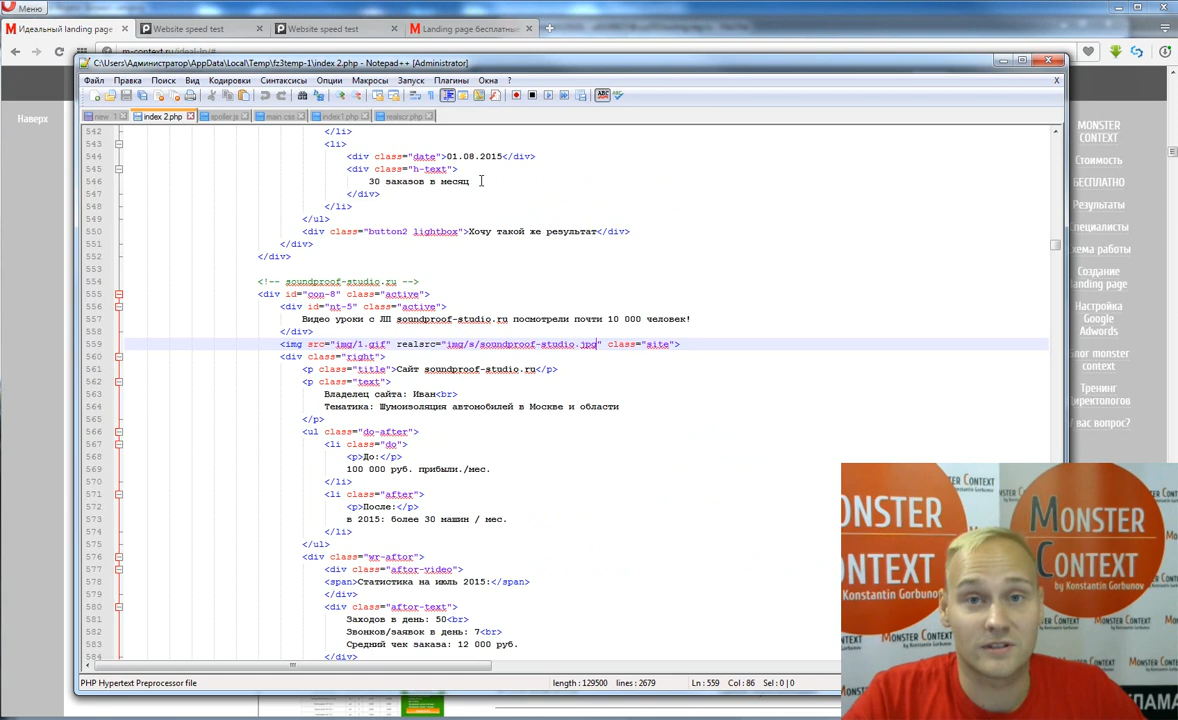 Меню
Идеальный landing page
Website speed test
Website speed test
Landing page бесплатны
m-context.ru/ideal-lp/#
C:\Users\Администратор\AppData\Local\Temp\fz3temp-1\index 2.php - Notepad++ [Administrator]
Файл Правка Поиск Вид Кодировки Синтаксисы Опции Макросы Запуск Плагины Окна ? X
new 1 index 2.php spoiler.js main.css index1.php realscr.php
542 </li>
543 <li>
544 <div class="date">01.08.2015</div>
545 <div class="h-text">
546 30 заказов в месяц
547 </div>
548 </li>
549 </ul>
550 <div class="button2 lightbox">Хочу такой же результат</div>
551 </div>
552 </div>
553
554 <!-- soundproof-studio.ru -->
555 <div id="con-8" class="active">
556 <div id="nt-5" class="active">
557 Видео уроки с ЛП soundproof-studio.ru посмотрели почти 10 000 человек!
558 </div>
559 <img src="img/1.gif" realsrc="img/s/soundproof-studio.jpg" class="site">
560 <div class="right">
561 <p class="title">Сайт soundproof-studio.ru</p>
562 <p class="text">
563 Владелец сайта: Иван<br>
564 Тематика: Шумоизоляция автомобилей в Москве и области
565 </p>
566 <ul class="do-after">
567 <li class="do">
568 <p>До:</p>
569 100 000 руб. прибыли./мес.
570 </li>
571 <li class="after">
572 <p>После:</p>
573 в 2015: более 30 машин / мес.
574 </li>
575 </ul>
576 <div class="wr-aftor">
577 <div class="aftor-video">
578 <span>Статистика на июль 2015:</span>
579 </div>
580 <div class="aftor-text">
581 Заходов в день: 50<br>
582 Звонков/заявок в день: 7<br>
583 Средний чек заказа: 12 000 руб.
584 </div>
PHP Hypertext Preprocessor file
length : 129500 lines : 2679
Ln : 559 Col : 86 Sel : 0 | 0
Наверх
MONSTER
CONTEXT
Стоимость
БЕСПЛАТНО
Результаты
Специалисты
хема работы
Создание
landing page
Настройка
Google
Adwords
Блог monster
context
Тренинг
Директологов
вас вопрос?
MONSTER
CONTEXT
by Konstantin Gorbunov
MONSTER
CONTEXT
by Konstantin Gorbunov